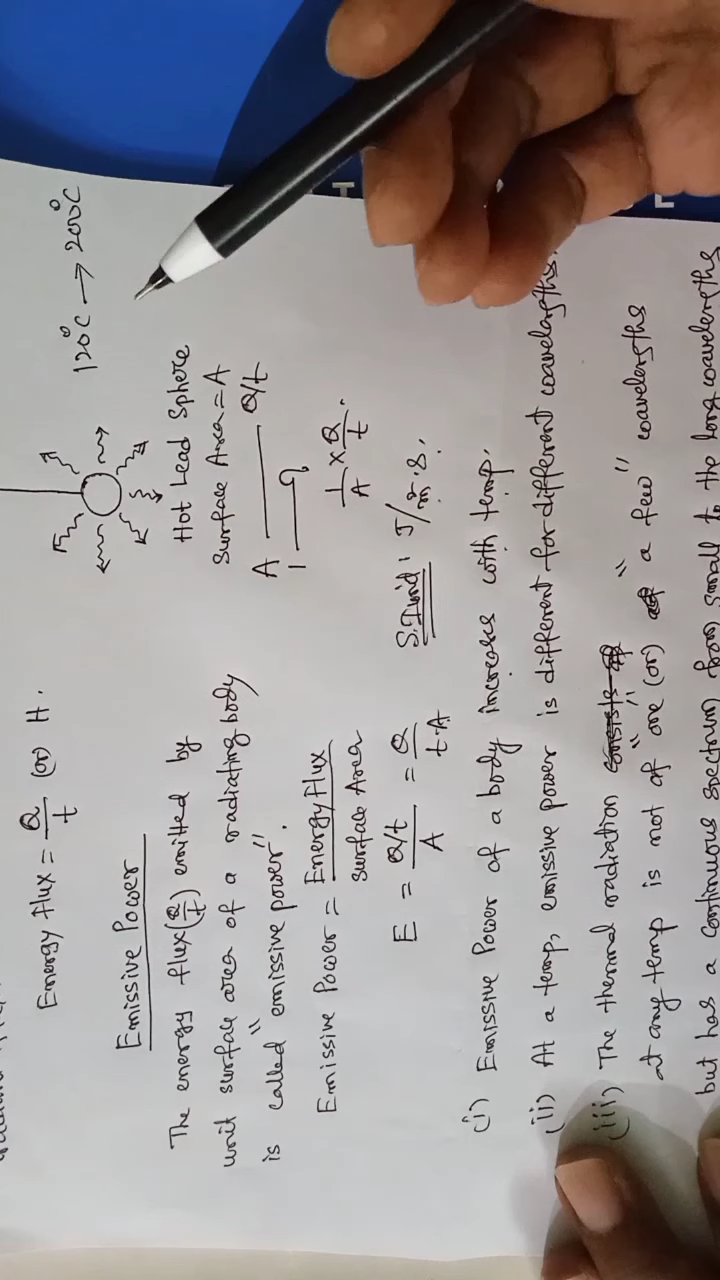 Energy flux = Q/t (or) H.
120°C → 200°C
Emissive Power
Hot Lead Sphere
Surface Area = A
The energy flux(Q/t) emitted by
unit surface area of a radiating body
is called "emissive power".
A — Q/t
1 — ?
1/A × Q/t.
Emissive Power = Energy flux / Surface Area
E = Q/t / A = Q / t.A
S.I unit: J/m².s.
(i) Emissive Power of a body increases with temp.
(ii) At a temp, emissive power is different for different wavelengths.
(iii) The thermal radiation
at any temp is not of "one" (or) "a few" wavelengths
but has a continuous spectrum from small to the long wavelengths